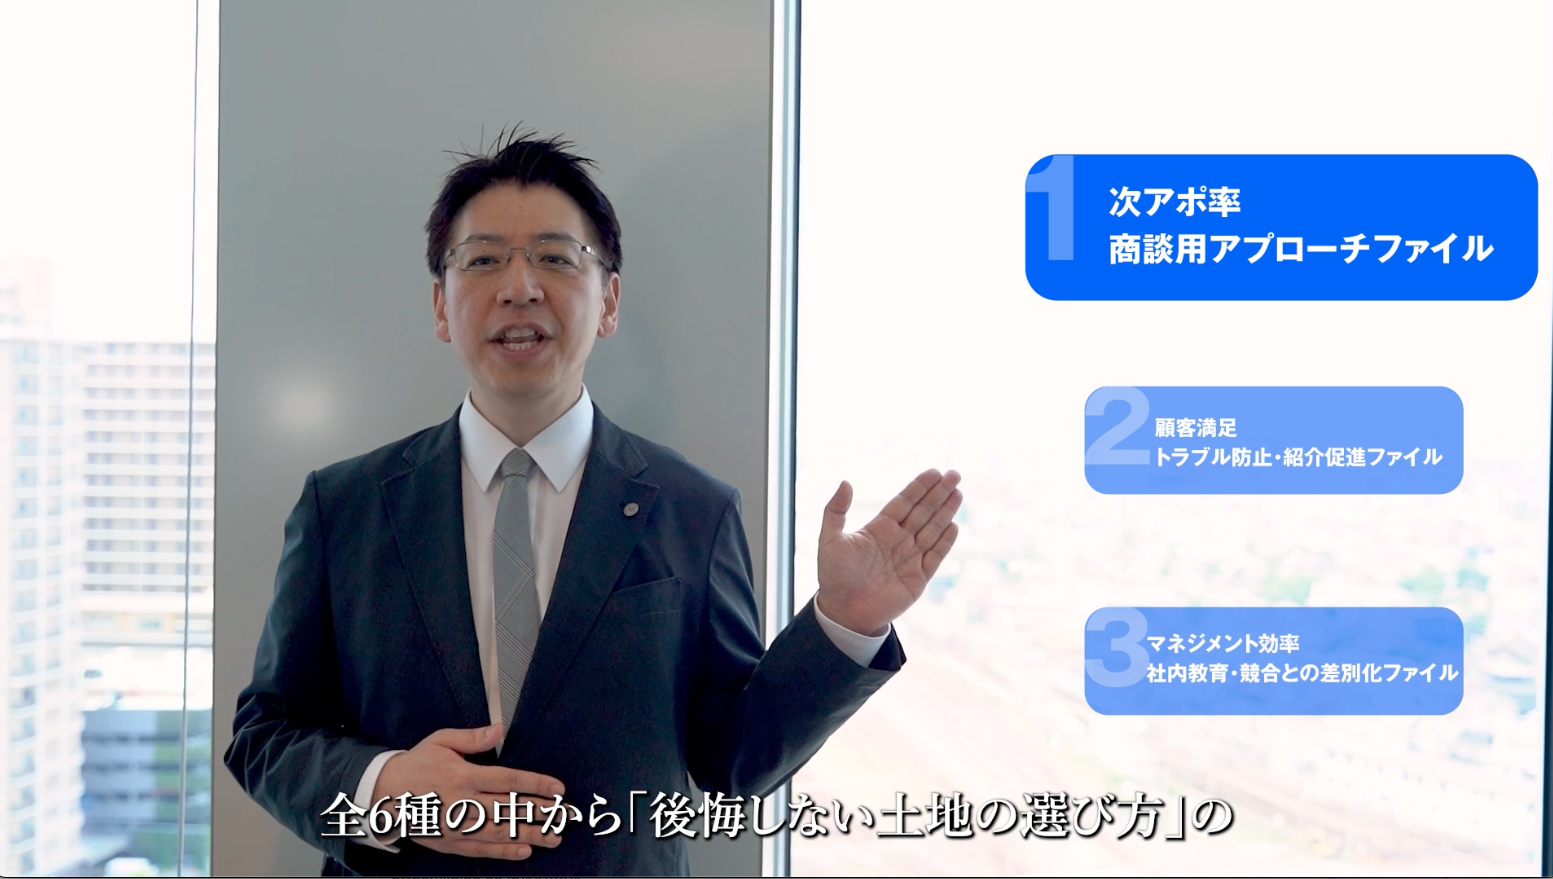 1
次アポ率
商談用アプローチファイル
2
顧客満足
トラブル防止・紹介促進ファイル
3
マネジメント効率
社内教育・競合との差別化ファイル
全6種の中から「後悔しない土地の選び方」の